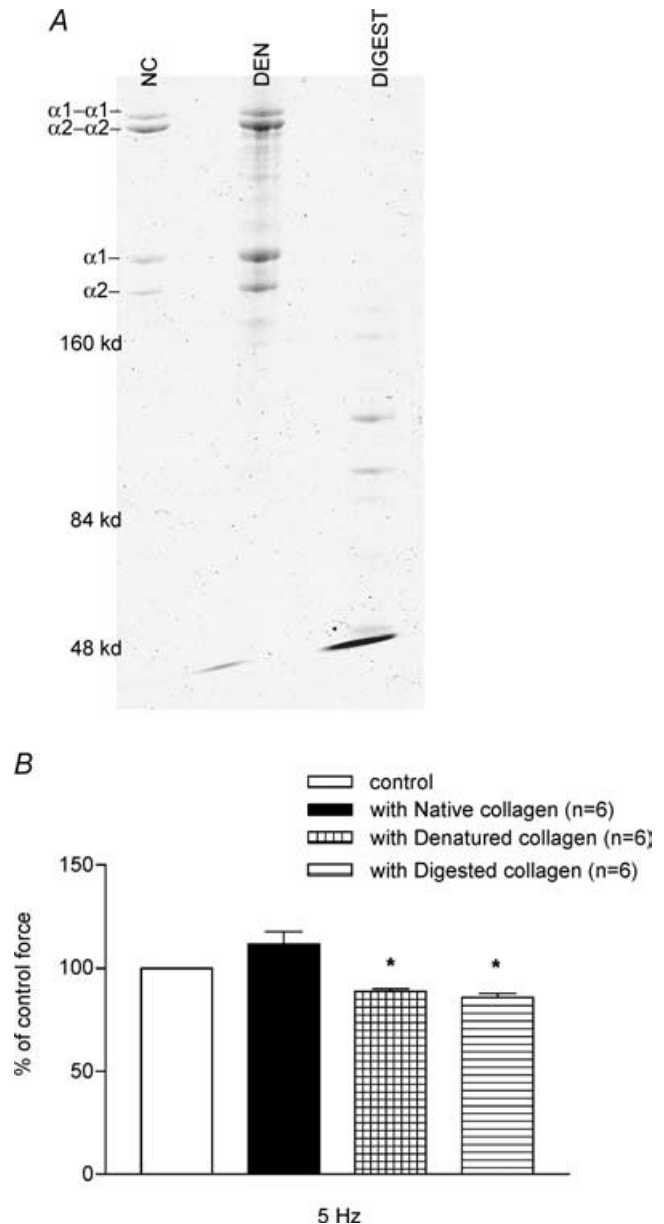 A
NC
DEN
DIGEST
α1–α1–
α2–α2–
α1–
α2–
160 kd
84 kd
48 kd
B
control
with Native collagen (n=6)
with Denatured collagen (n=6)
with Digested collagen (n=6)
% of control force
150
100
50
0
*
*
5 Hz